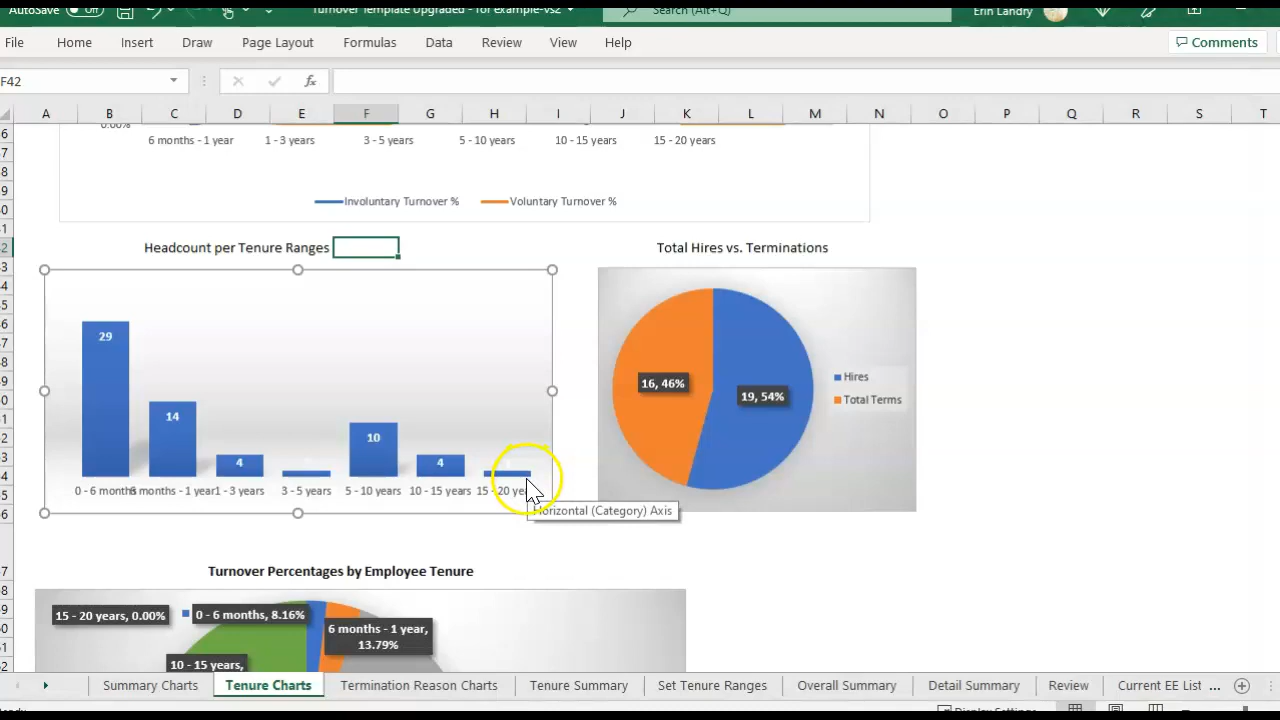 AutoSave Off Turnover Template Upgraded - for example-vs2 Search (Alt+Q) Erin Landry
File Home Insert Draw Page Layout Formulas Data Review View Help Comments
F42 fx
A B C D E F G H I J K L M N O P Q R S T
0.00%
6 months - 1 year 1 - 3 years 3 - 5 years 5 - 10 years 10 - 15 years 15 - 20 years
Involuntary Turnover % Voluntary Turnover %
Headcount per Tenure Ranges Total Hires vs. Terminations
29
14
4
10
4
0 - 6 months 6 months - 1 year 1 - 3 years 3 - 5 years 5 - 10 years 10 - 15 years 15 - 20 years
16, 46%
19, 54%
Hires
Total Terms
Horizontal (Category) Axis
Turnover Percentages by Employee Tenure
15 - 20 years, 0.00% 0 - 6 months, 8.16%
6 months - 1 year,
13.79%
10 - 15 years,
Summary Charts Tenure Charts Termination Reason Charts Tenure Summary Set Tenure Ranges Overall Summary Detail Summary Review Current EE List ...
Display Settings